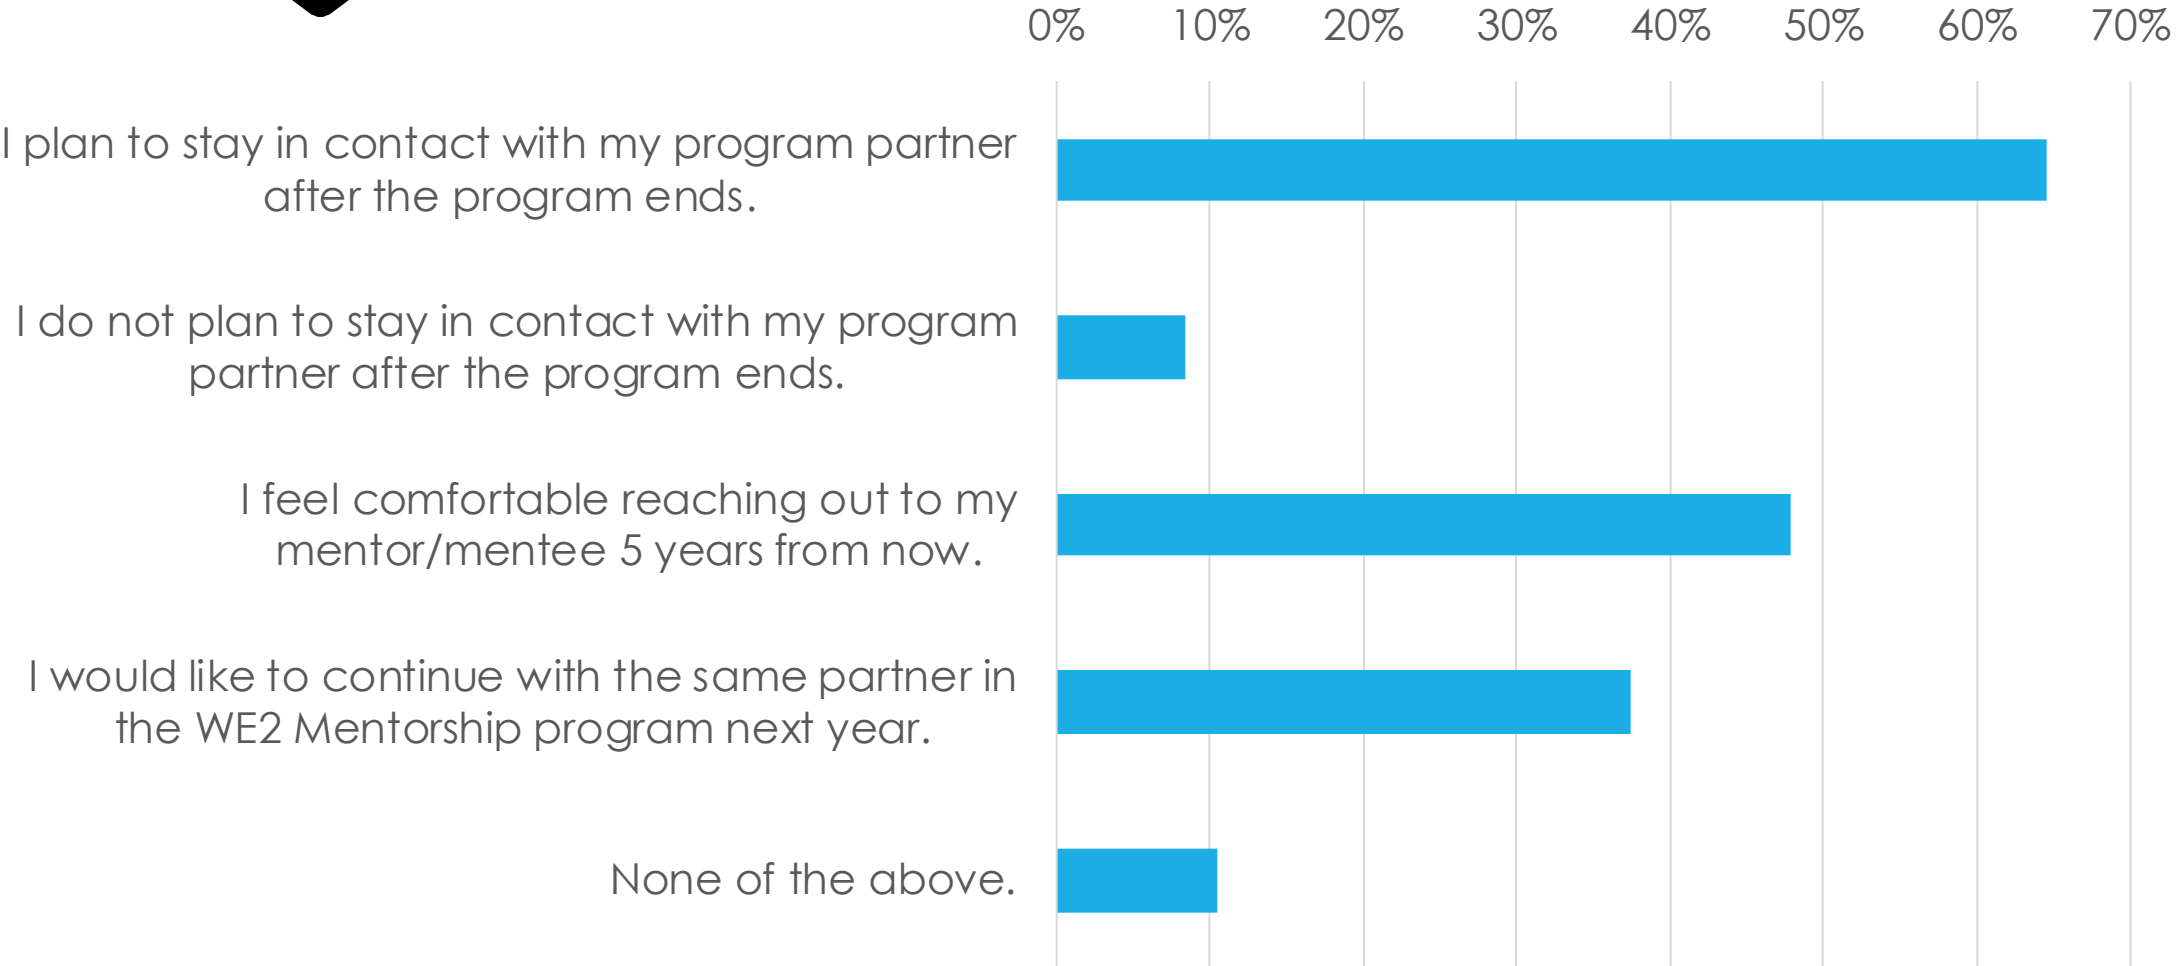 0% 10% 20% 30% 40% 50% 60% 70%
I plan to stay in contact with my program partner
after the program ends.
I do not plan to stay in contact with my program
partner after the program ends.
I feel comfortable reaching out to my
mentor/mentee 5 years from now.
I would like to continue with the same partner in
the WE2 Mentorship program next year.
None of the above.